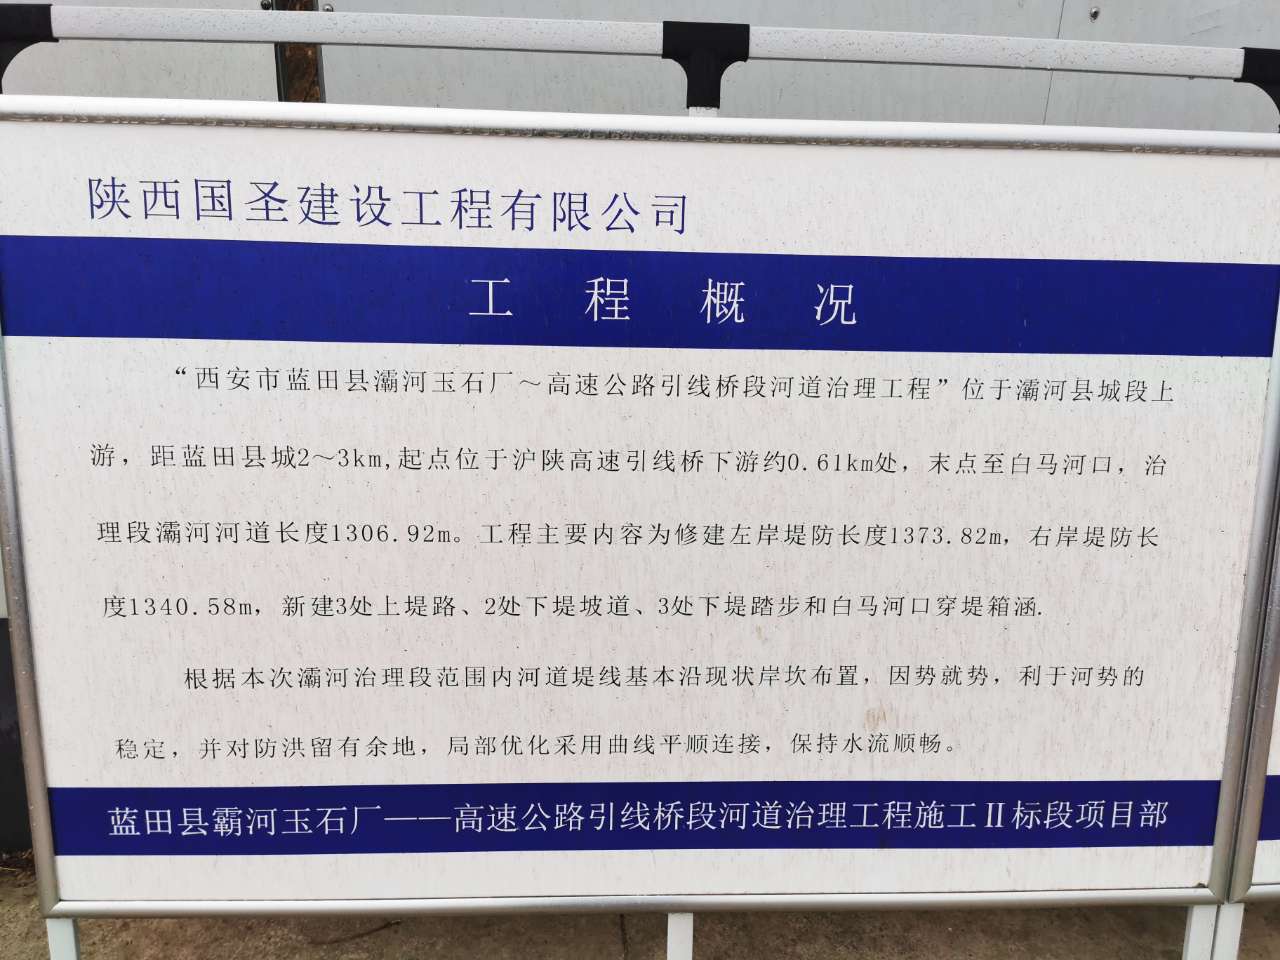 陕西国圣建设工程有限公司
工程概况
“西安市蓝田县灞河玉石厂～高速公路引线桥段河道治理工程”位于灞河县城段上
游，距蓝田县城2～3km,起点位于沪陕高速引线桥下游约0.61km处，末点至白马河口，治
理段灞河河道长度1306.92m。工程主要内容为修建左岸堤防长度1373.82m，右岸堤防长
度1340.58m，新建3处上堤路、2处下堤坡道、3处下堤踏步和白马河口穿堤箱涵.
根据本次灞河治理段范围内河道堤线基本沿现状岸坎布置，因势就势，利于河势的
稳定，并对防洪留有余地，局部优化采用曲线平顺连接，保持水流顺畅。
蓝田县霸河玉石厂——高速公路引线桥段河道治理工程施工Ⅱ标段项目部